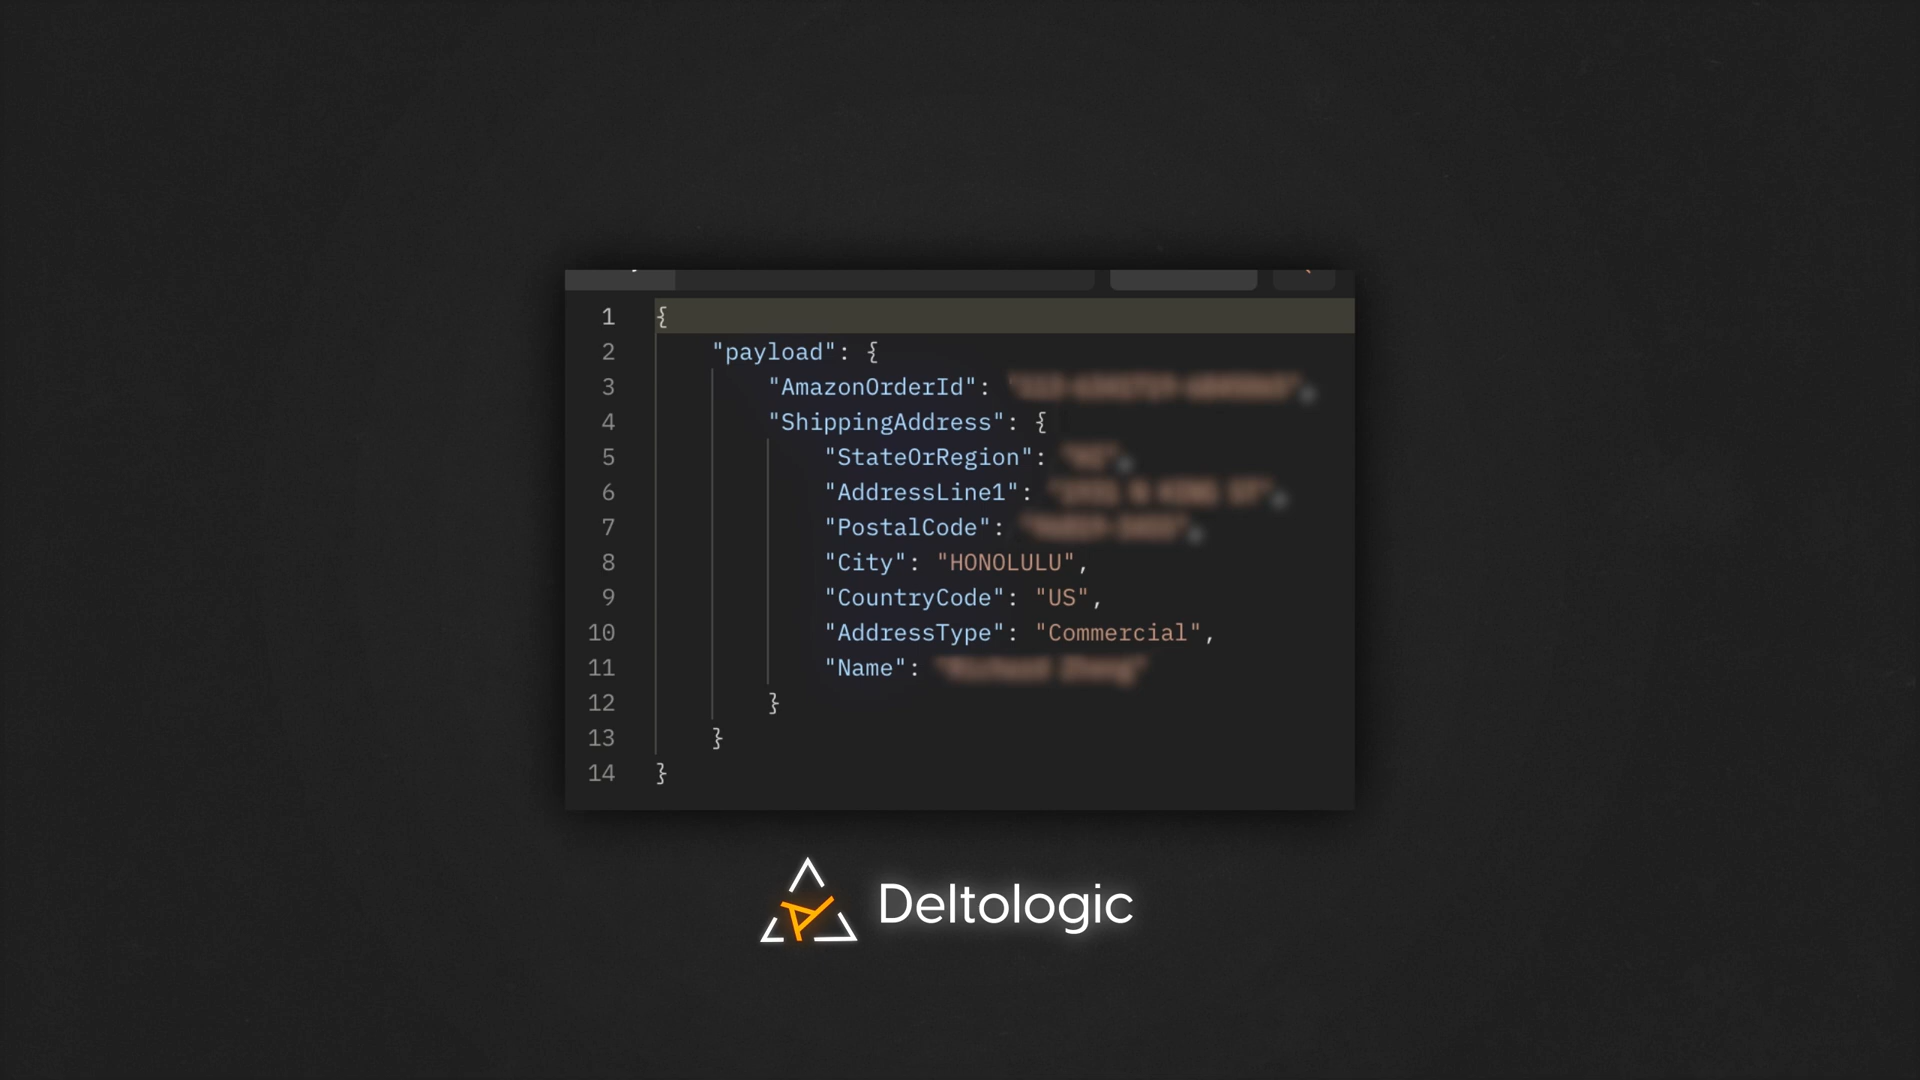 1 {
2 "payload": {
3 "AmazonOrderId":
4 "ShippingAddress": {
5 "StateOrRegion":
6 "AddressLine1":
7 "PostalCode":
8 "City": "HONOLULU",
9 "CountryCode": "US",
10 "AddressType": "Commercial",
11 "Name":
12 }
13 }
14 }
Deltologic